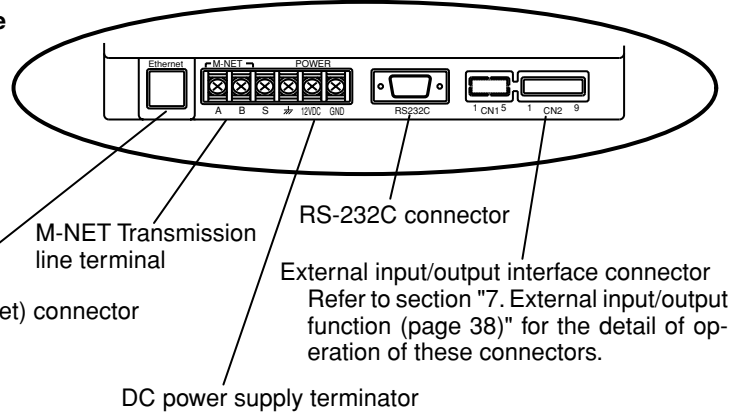 e
Ethernet
M-NET POWER
A B S 12VDC GND
RS232C
1 CN1 5 1 CN2 9
M-NET Transmission
line terminal
RS-232C connector
et) connector
External input/output interface connector
Refer to section "7. External input/output
function (page 38)" for the detail of op-
eration of these connectors.
DC power supply terminator